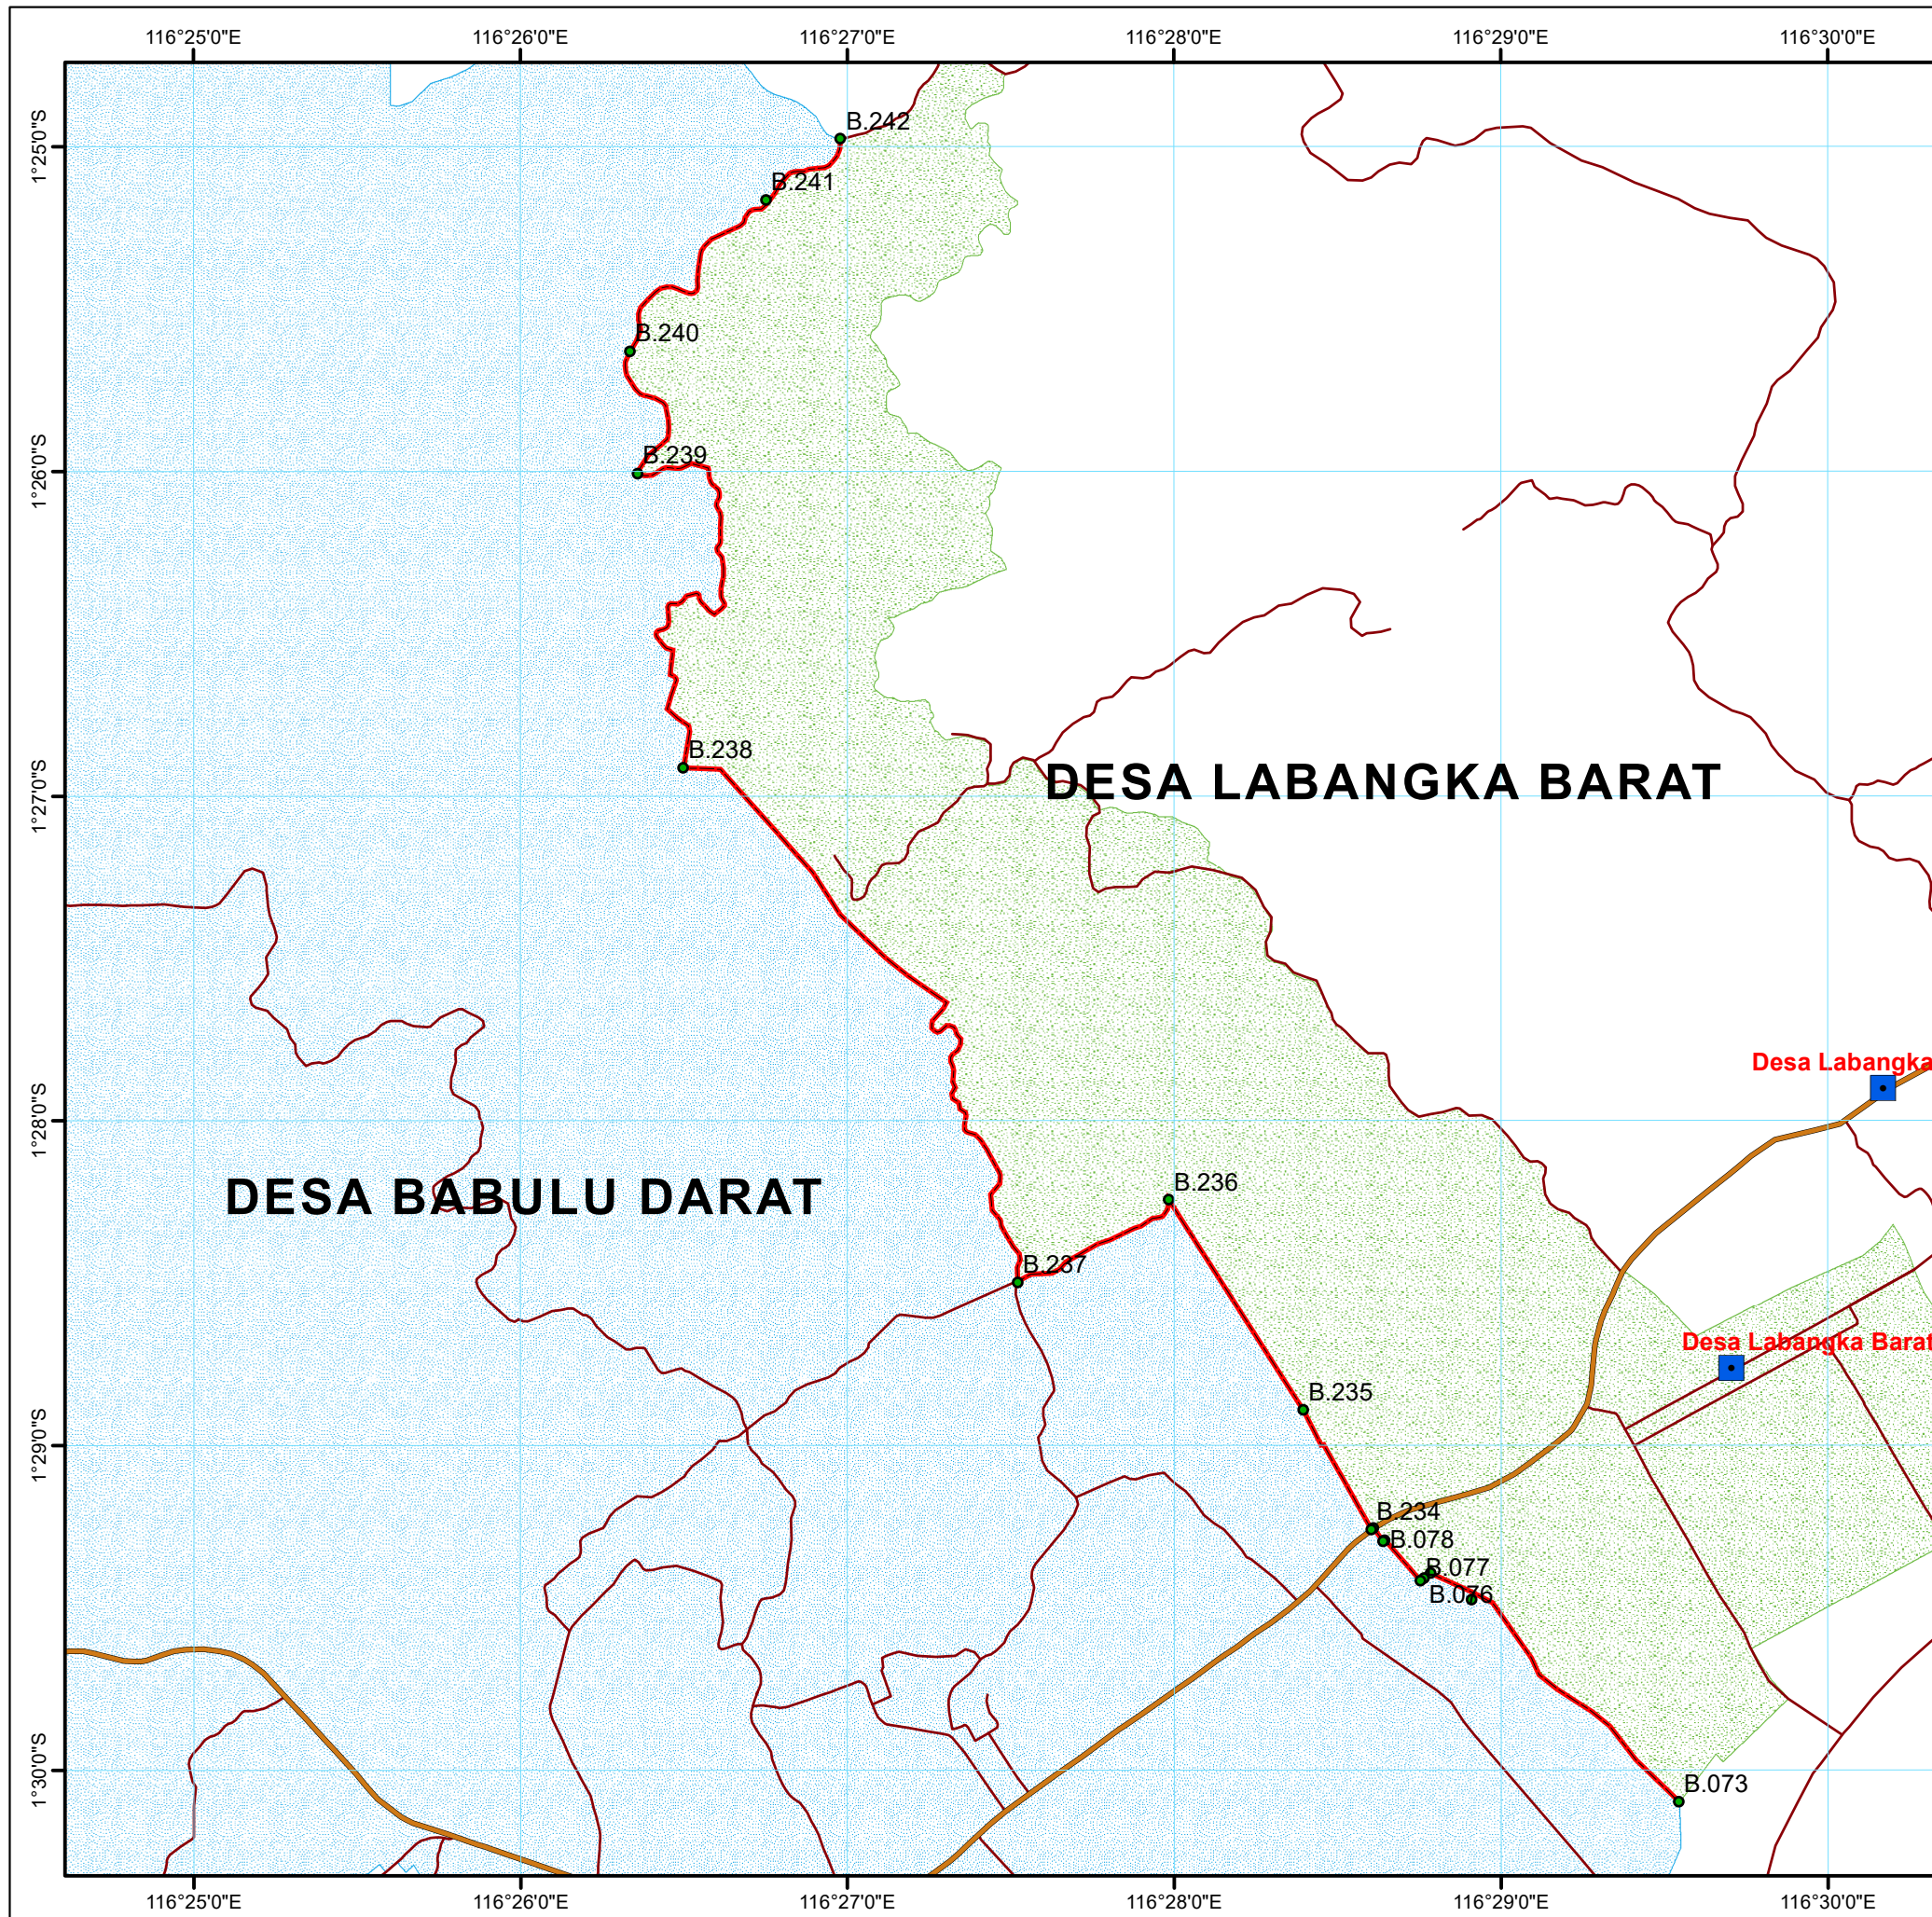 116°25'0"E 116°26'0"E 116°27'0"E 116°28'0"E 116°29'0"E 116°30'0"E
B.242
1°25'0"S
B.241
B.240
B.239
1°26'0"S
B.238
DESA LABANGKA BARAT
1°27'0"S
Desa Labangka
1°28'0"S
B.236
DESA BABULU DARAT
B.237
Desa Labangka Barat
B.235
1°29'0"S
B.234
B.078
B.077
B.076
1°30'0"S
B.073
116°25'0"E 116°26'0"E 116°27'0"E 116°28'0"E 116°29'0"E 116°30'0"E